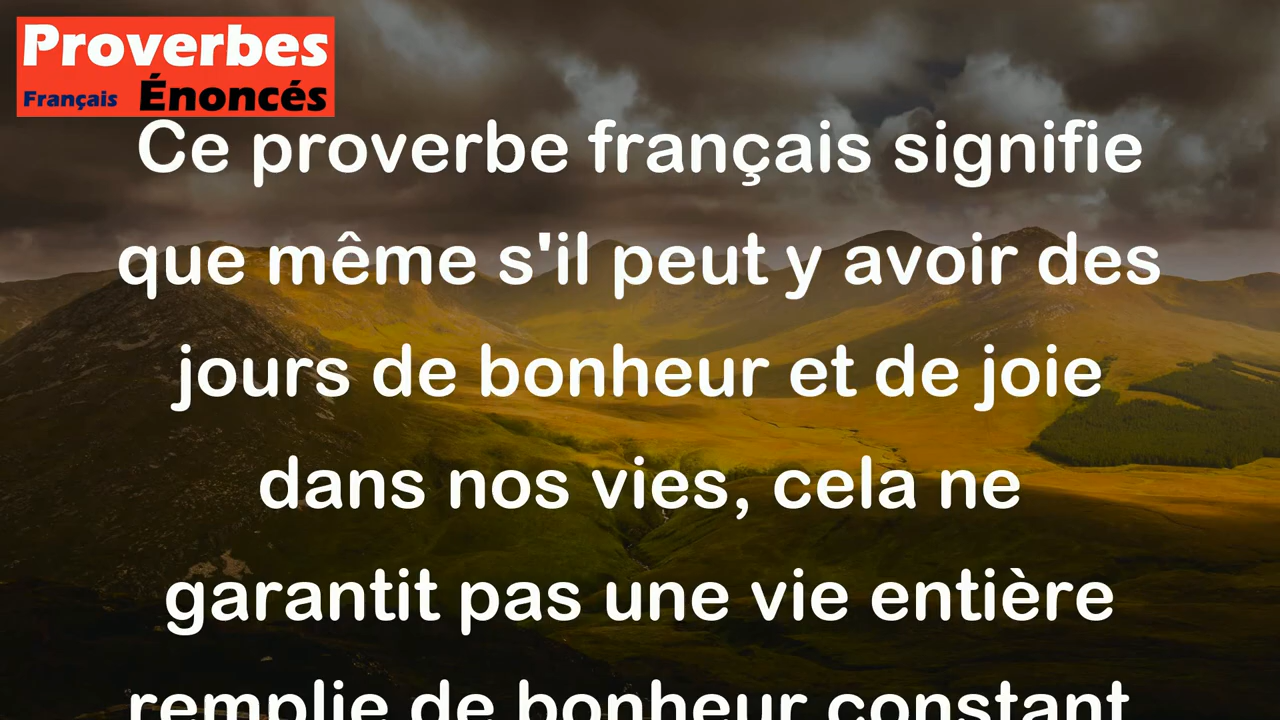 Proverbes
Français Énoncés
Ce proverbe français signifie
que même s'il peut y avoir des
jours de bonheur et de joie
dans nos vies, cela ne
garantit pas une vie entière
remplie de bonheur constant